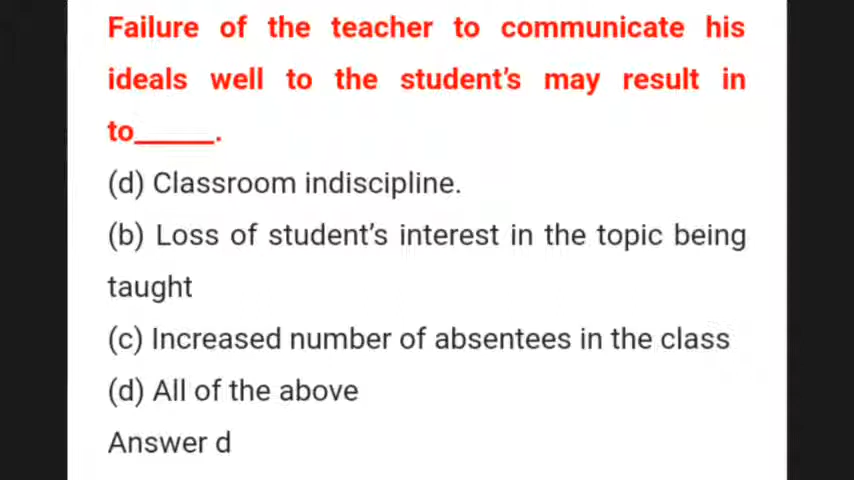 Failure of the teacher to communicate his
ideals well to the student's may result in
to_____.
(d) Classroom indiscipline.
(b) Loss of student's interest in the topic being
taught
(c) Increased number of absentees in the class
(d) All of the above
Answer d